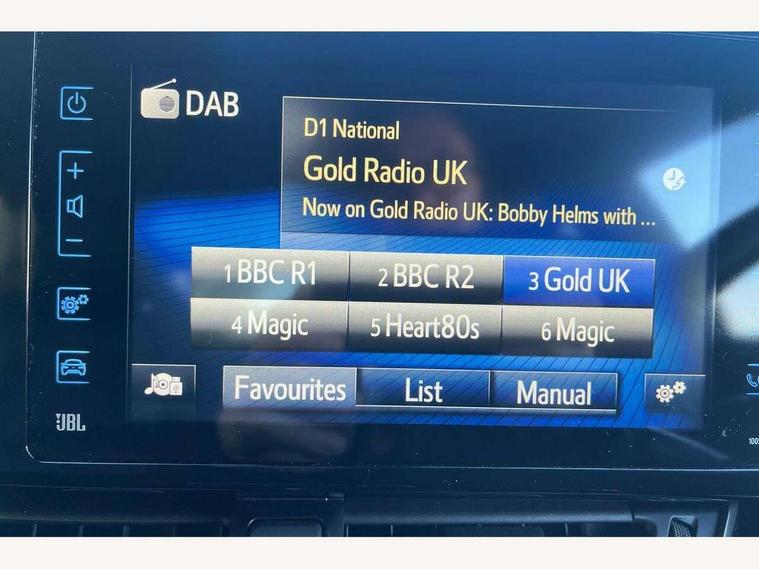 DAB
D1 National
Gold Radio UK
Now on Gold Radio UK: Bobby Helms with ...
1 BBC R1
2 BBC R2
3 Gold UK
4 Magic
5 Heart80s
6 Magic
Favourites
List
Manual
JBL